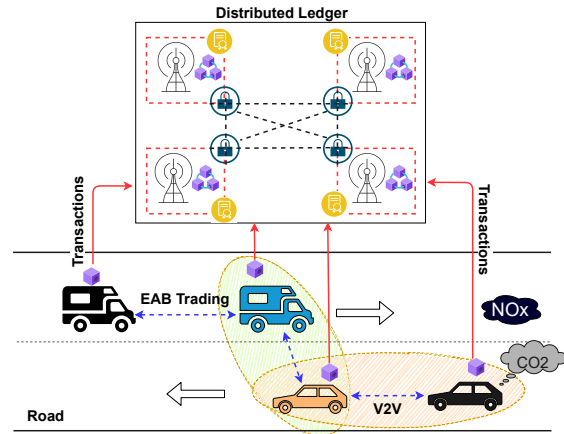 Distributed Ledger
Transactions
Transactions
EAB Trading
NOx
CO2
V2V
Road